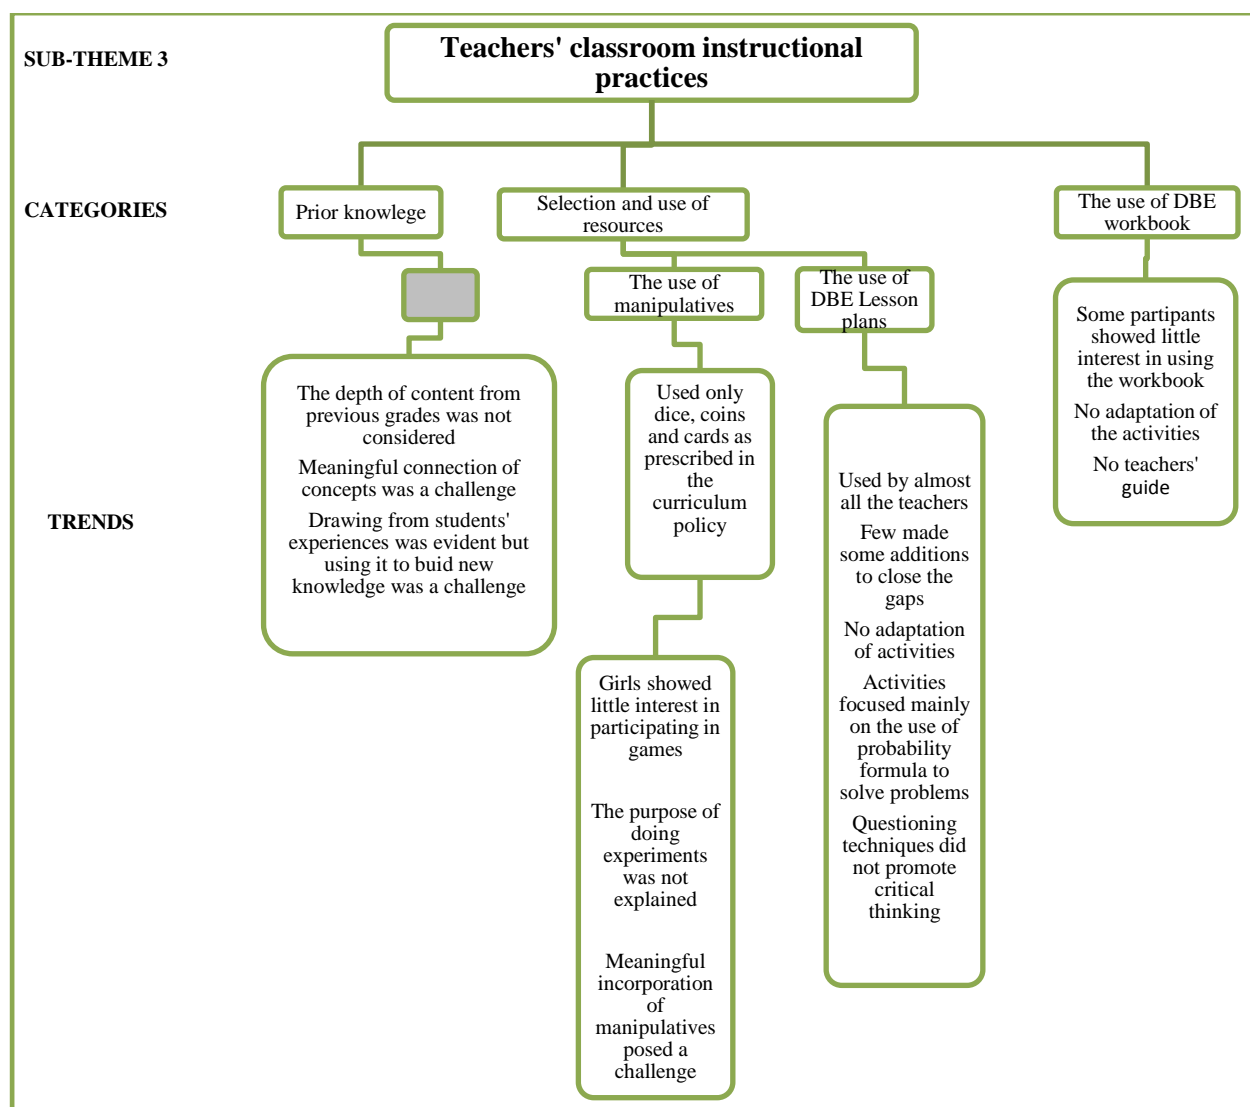 SUB-THEME 3
Teachers' classroom instructional
practices
CATEGORIES
Prior knowlege
Selection and use of
resources
The use of DBE
workbook
The use of
manipulatives
The use of
DBE Lesson
plans
TRENDS
The depth of content from
previous grades was not
considered
Meaningful connection of
concepts was a challenge
Drawing from students'
experiences was evident but
using it to buid new
knowledge was a challenge
Used only
dice, coins
and cards as
prescribed in
the
curriculum
policy
Girls showed
little interest in
participating in
games
The purpose of
doing
experiments
was not
explained
Meaningful
incorporation
of
manipulatives
posed a
challenge
Used by almost
all the teachers
Few made
some additions
to close the
gaps
No adaptation
of activities
Activities
focused mainly
on the use of
probability
formula to
solve problems
Questioning
techniques did
not promote
critical
thinking
Some partipants
showed little
interest in using
the workbook
No adaptation of
the activities
No teachers'
guide